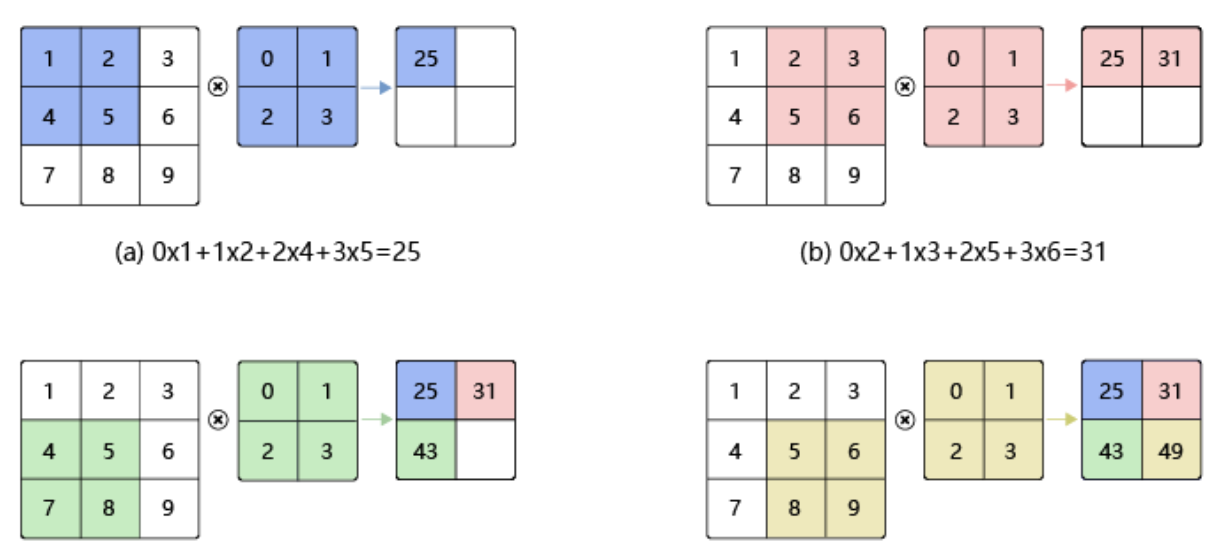 1 2 3 0 1 25
4 5 6 2 3
7 8 9
(a) 0x1+1x2+2x4+3x5=25
1 2 3 0 1 25 31
4 5 6 2 3
7 8 9
(b) 0x2+1x3+2x5+3x6=31
1 2 3 0 1 25 31
4 5 6 2 3 43
7 8 9
1 2 3 0 1 25 31
4 5 6 2 3 43 49
7 8 9